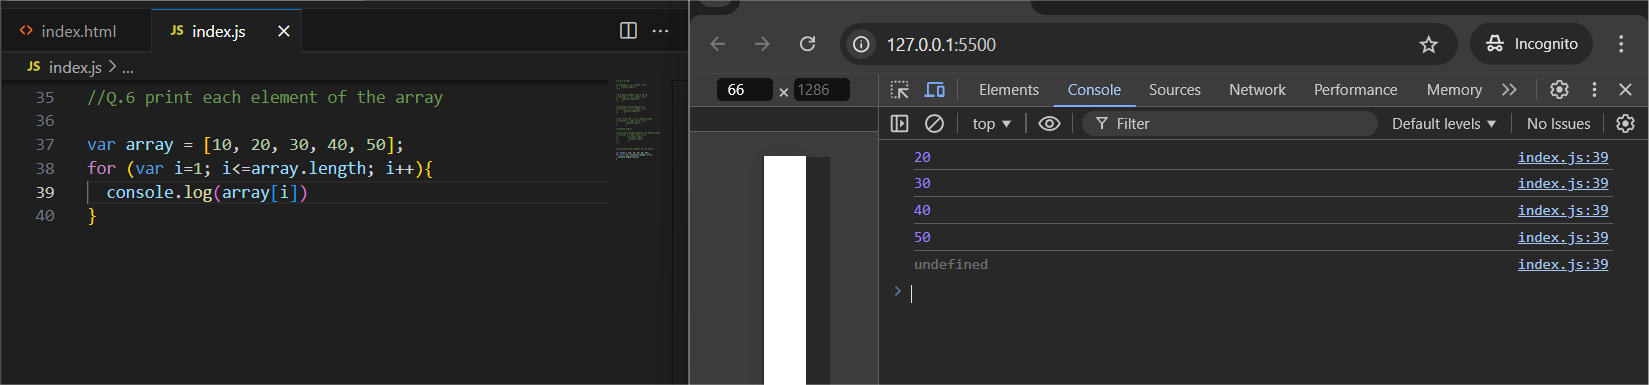 index.html
JS index.js
JS index.js > ...
35 //Q.6 print each element of the array
36
37 var array = [10, 20, 30, 40, 50];
38 for (var i=1; i<=array.length; i++){
39 console.log(array[i])
40 }
127.0.0.1:5500
Incognito
66 × 1286
Elements Console Sources Network Performance Memory
top Filter Default levels No Issues
20 index.js:39
30 index.js:39
40 index.js:39
50 index.js:39
undefined index.js:39